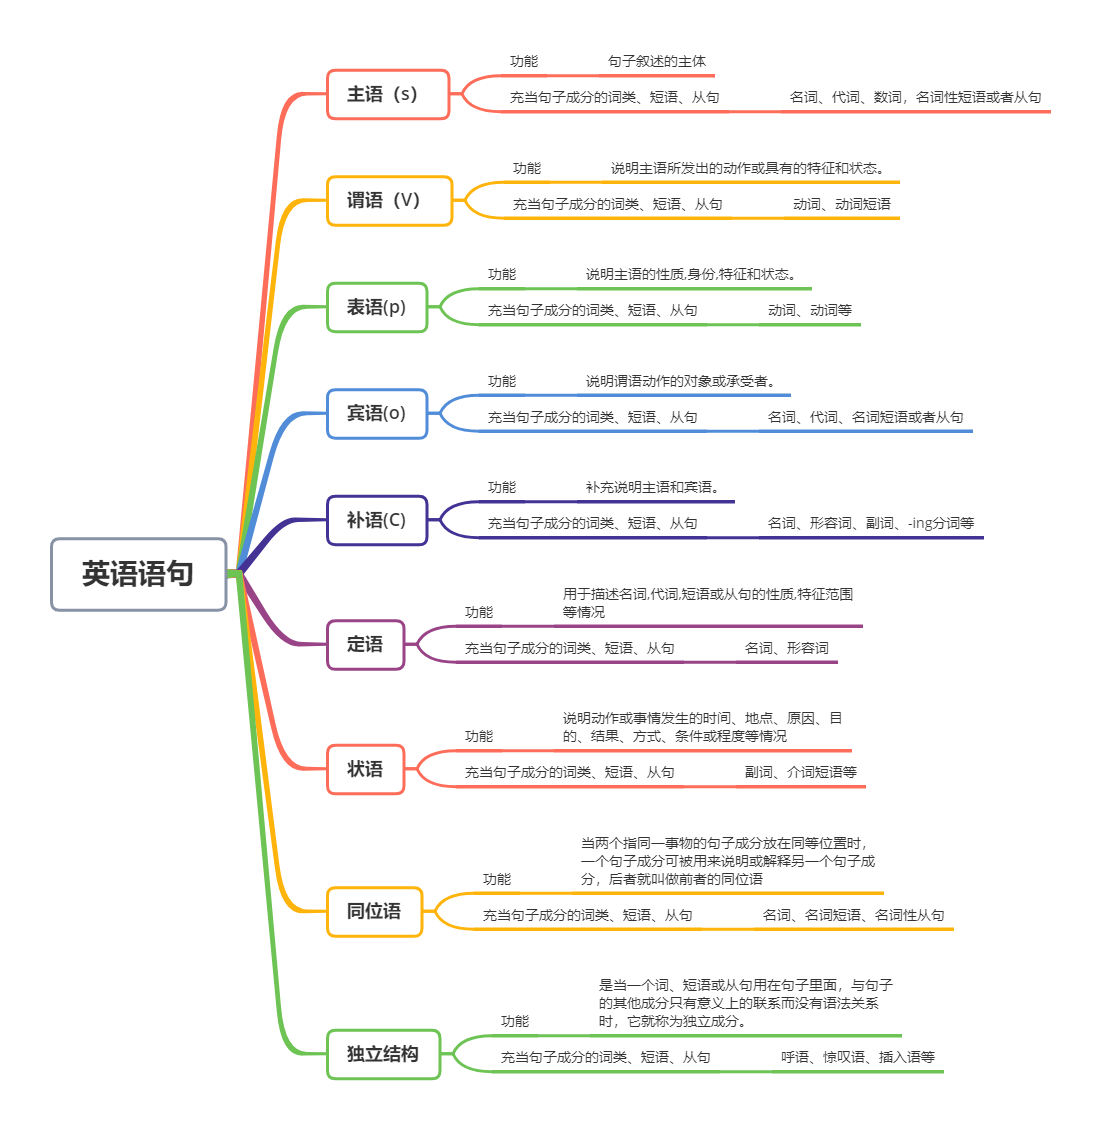 英语语句
主语（s）
功能
句子叙述的主体
充当句子成分的词类、短语、从句
名词、代词、数词，名词性短语或者从句
谓语（V）
功能
说明主语所发出的动作或具有的特征和状态。
充当句子成分的词类、短语、从句
动词、动词短语
表语(p)
功能
说明主语的性质,身份,特征和状态。
充当句子成分的词类、短语、从句
动词、动词等
宾语(o)
功能
说明谓语动作的对象或承受者。
充当句子成分的词类、短语、从句
名词、代词、名词短语或者从句
补语(C)
功能
补充说明主语和宾语。
充当句子成分的词类、短语、从句
名词、形容词、副词、-ing分词等
定语
功能
用于描述名词,代词,短语或从句的性质,特征范围
等情况
充当句子成分的词类、短语、从句
名词、形容词
状语
功能
说明动作或事情发生的时间、地点、原因、目
的、结果、方式、条件或程度等情况
充当句子成分的词类、短语、从句
副词、介词短语等
同位语
功能
当两个指同一事物的句子成分放在同等位置时，
一个句子成分可被用来说明或解释另一个句子成
分，后者就叫做前者的同位语
充当句子成分的词类、短语、从句
名词、名词短语、名词性从句
独立结构
功能
是当一个词、短语或从句用在句子里面，与句子
的其他成分只有意义上的联系而没有语法关系
时，它就称为独立成分。
充当句子成分的词类、短语、从句
呼语、惊叹语、插入语等